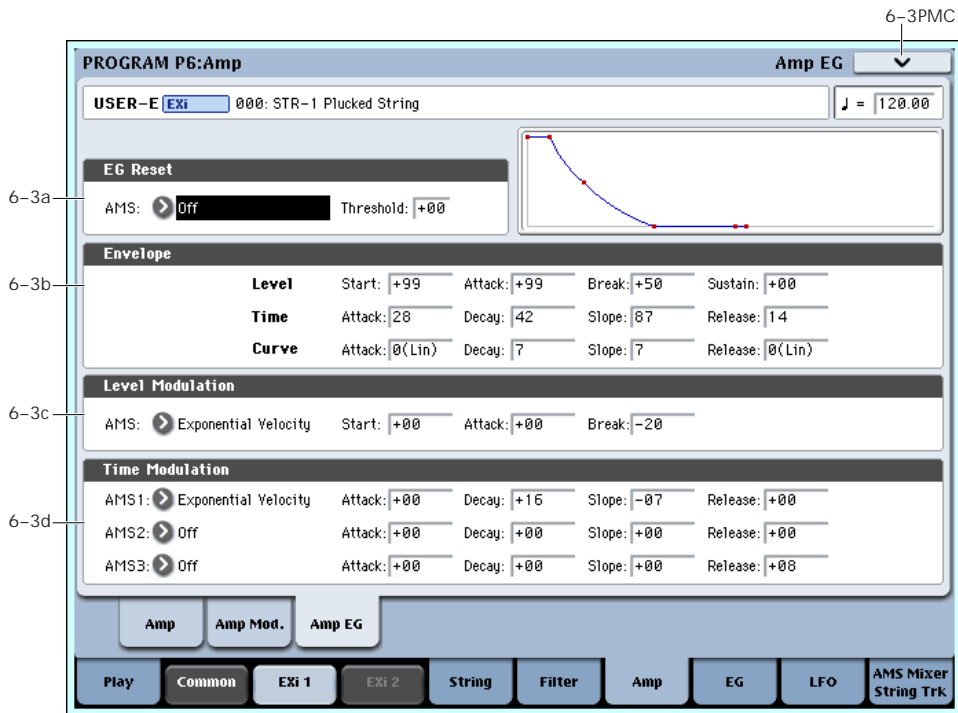 6-3PMC
PROGRAM P6:Amp Amp EG
USER-E EXi 000: STR-1 Plucked String ♩ = 120.00
EG Reset
6-3a
AMS: Off Threshold: +00
Envelope
6-3b
Level Start: +99 Attack: +99 Break: +50 Sustain: +00
Time Attack: 28 Decay: 42 Slope: 87 Release: 14
Curve Attack: 0(Lin) Decay: 7 Slope: 7 Release: 0(Lin)
Level Modulation
6-3c
AMS: Exponential Velocity Start: +00 Attack: +00 Break: -20
Time Modulation
AMS1: Exponential Velocity Attack: +00 Decay: +16 Slope: -07 Release: +00
6-3d
AMS2: Off Attack: +00 Decay: +00 Slope: +00 Release: +00
AMS3: Off Attack: +00 Decay: +00 Slope: +00 Release: +08
Amp Amp Mod. Amp EG
Play Common EXi 1 EXi 2 String Filter Amp EG LFO AMS Mixer
String Trk